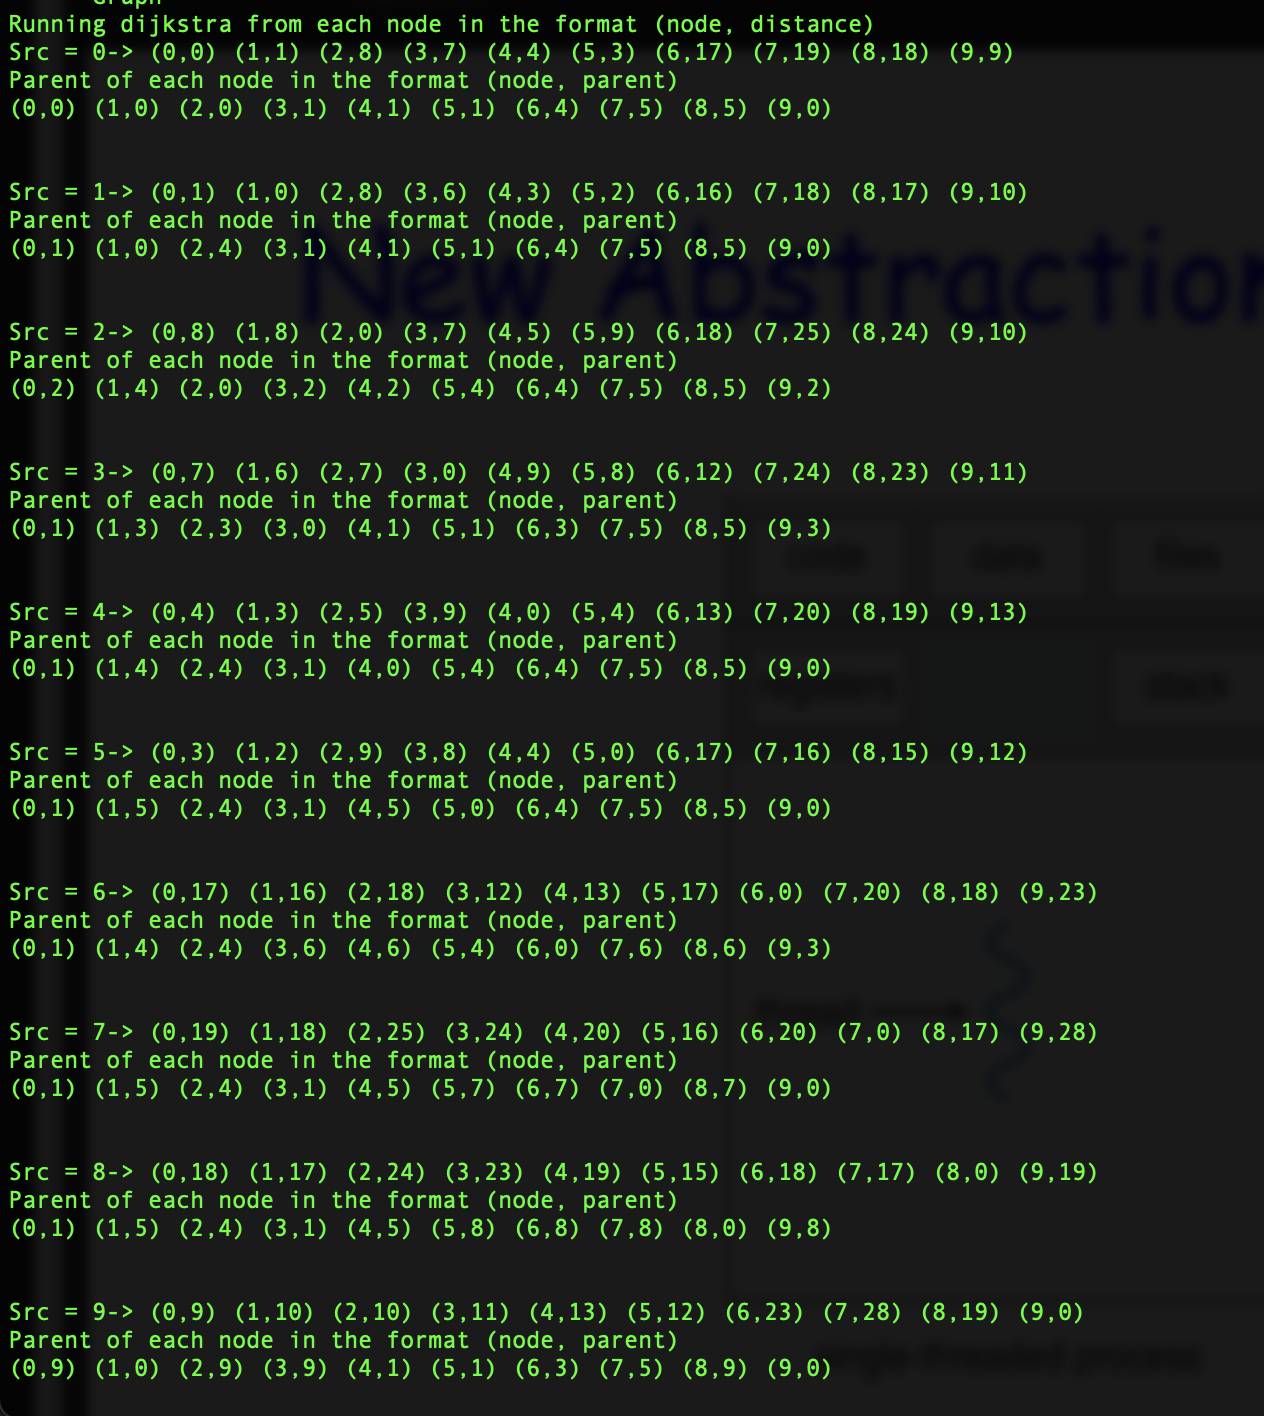 Graph
Running dijkstra from each node in the format (node, distance)
Src = 0-> (0,0) (1,1) (2,8) (3,7) (4,4) (5,3) (6,17) (7,19) (8,18) (9,9)
Parent of each node in the format (node, parent)
(0,0) (1,0) (2,0) (3,1) (4,1) (5,1) (6,4) (7,5) (8,5) (9,0)
Src = 1-> (0,1) (1,0) (2,8) (3,6) (4,3) (5,2) (6,16) (7,18) (8,17) (9,10)
Parent of each node in the format (node, parent)
(0,1) (1,0) (2,4) (3,1) (4,1) (5,1) (6,4) (7,5) (8,5) (9,0)
New Abstraction
Src = 2-> (0,8) (1,8) (2,0) (3,7) (4,5) (5,9) (6,18) (7,25) (8,24) (9,10)
Parent of each node in the format (node, parent)
(0,2) (1,4) (2,0) (3,2) (4,2) (5,4) (6,4) (7,5) (8,5) (9,2)
Src = 3-> (0,7) (1,6) (2,7) (3,0) (4,9) (5,8) (6,12) (7,24) (8,23) (9,11)
Parent of each node in the format (node, parent)
(0,1) (1,3) (2,3) (3,0) (4,1) (5,1) (6,3) (7,5) (8,5) (9,3)
code data files
Src = 4-> (0,4) (1,3) (2,5) (3,9) (4,0) (5,4) (6,13) (7,20) (8,19) (9,13)
Parent of each node in the format (node, parent)
(0,1) (1,4) (2,4) (3,1) (4,0) (5,4) (6,4) (7,5) (8,5) (9,0)
registers stack
Src = 5-> (0,3) (1,2) (2,9) (3,8) (4,4) (5,0) (6,17) (7,16) (8,15) (9,12)
Parent of each node in the format (node, parent)
(0,1) (1,5) (2,4) (3,1) (4,5) (5,0) (6,4) (7,5) (8,5) (9,0)
Src = 6-> (0,17) (1,16) (2,18) (3,12) (4,13) (5,17) (6,0) (7,20) (8,18) (9,23)
Parent of each node in the format (node, parent)
(0,1) (1,4) (2,4) (3,6) (4,6) (5,4) (6,0) (7,6) (8,6) (9,3)
thread
Src = 7-> (0,19) (1,18) (2,25) (3,24) (4,20) (5,16) (6,20) (7,0) (8,17) (9,28)
Parent of each node in the format (node, parent)
(0,1) (1,5) (2,4) (3,1) (4,5) (5,7) (6,7) (7,0) (8,7) (9,0)
Src = 8-> (0,18) (1,17) (2,24) (3,23) (4,19) (5,15) (6,18) (7,17) (8,0) (9,19)
Parent of each node in the format (node, parent)
(0,1) (1,5) (2,4) (3,1) (4,5) (5,8) (6,8) (7,8) (8,0) (9,8)
Src = 9-> (0,9) (1,10) (2,10) (3,11) (4,13) (5,12) (6,23) (7,28) (8,19) (9,0)
Parent of each node in the format (node, parent)
single-threaded process
(0,9) (1,0) (2,9) (3,9) (4,1) (5,1) (6,3) (7,5) (8,9) (9,0)